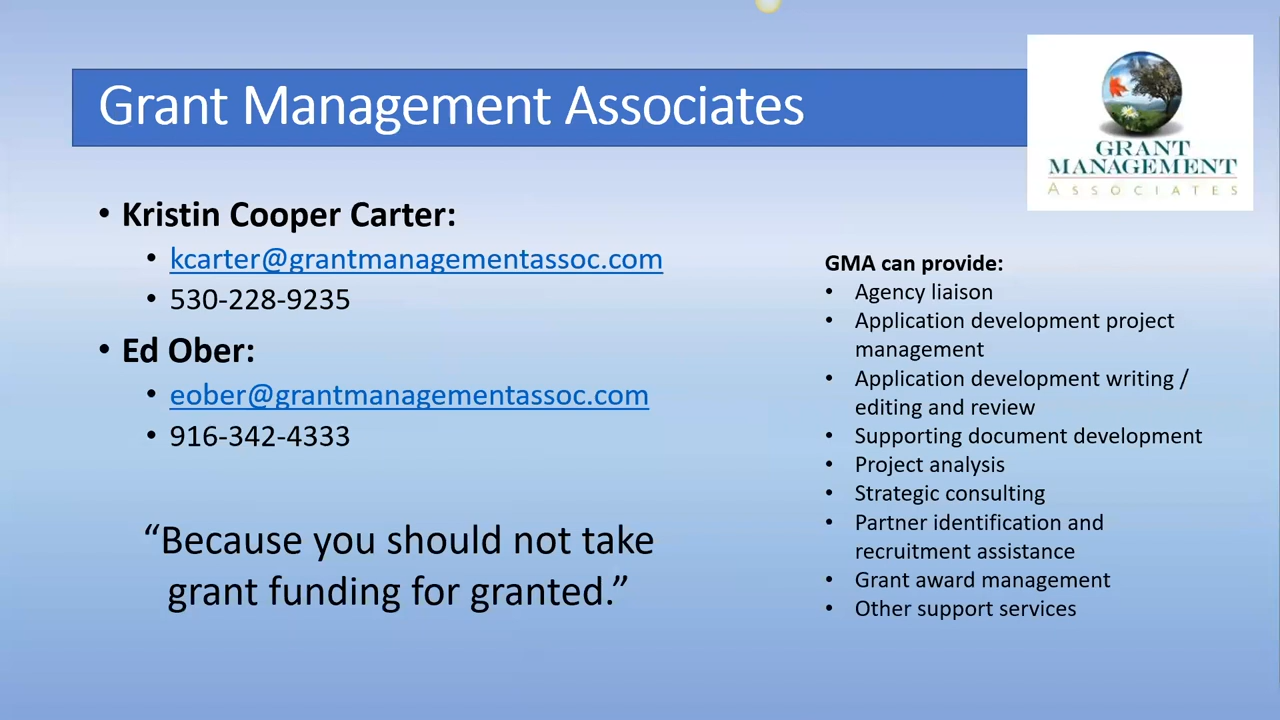 Grant Management Associates
GRANT
MANAGEMENT
ASSOCIATES
• Kristin Cooper Carter:
• kcarter@grantmanagementassoc.com
• 530-228-9235
• Ed Ober:
• eober@grantmanagementassoc.com
• 916-342-4333
“Because you should not take
grant funding for granted.”
GMA can provide:
• Agency liaison
• Application development project
management
• Application development writing /
editing and review
• Supporting document development
• Project analysis
• Strategic consulting
• Partner identification and
recruitment assistance
• Grant award management
• Other support services